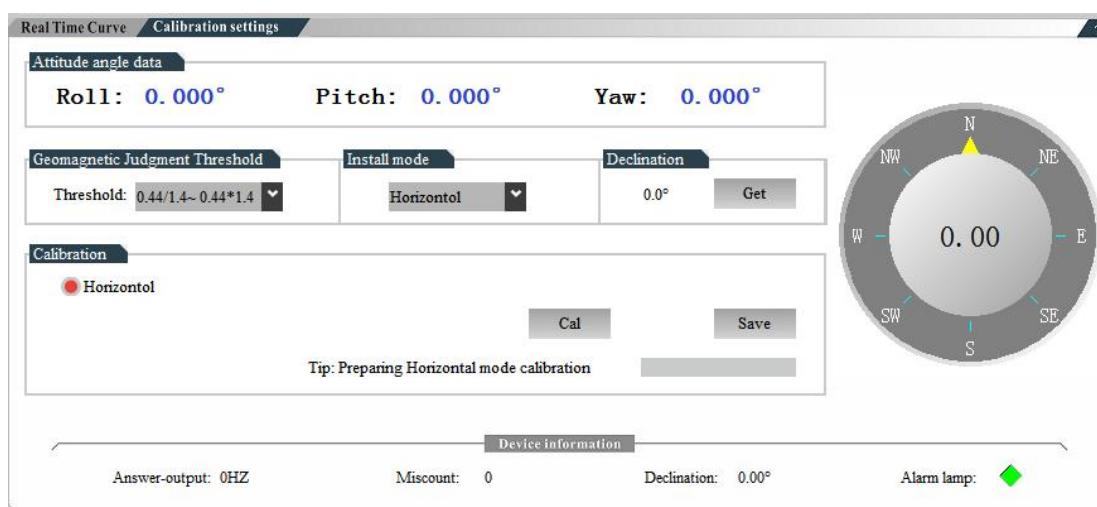 Real Time Curve Calibration settings
Attitude angle data
Roll: 0.000° Pitch: 0.000° Yaw: 0.000°
Geomagnetic Judgment Threshold Install mode Declination
Threshold: 0.44/1.4~ 0.44*1.4 Horizontol 0.0° Get
Calibration
Horizontol
Cal Save
Tip: Preparing Horizontal mode calibration
N
NW NE
W 0.00 E
SW SE
S
Device information
Answer-output: 0HZ Miscount: 0 Declination: 0.00° Alarm lamp: